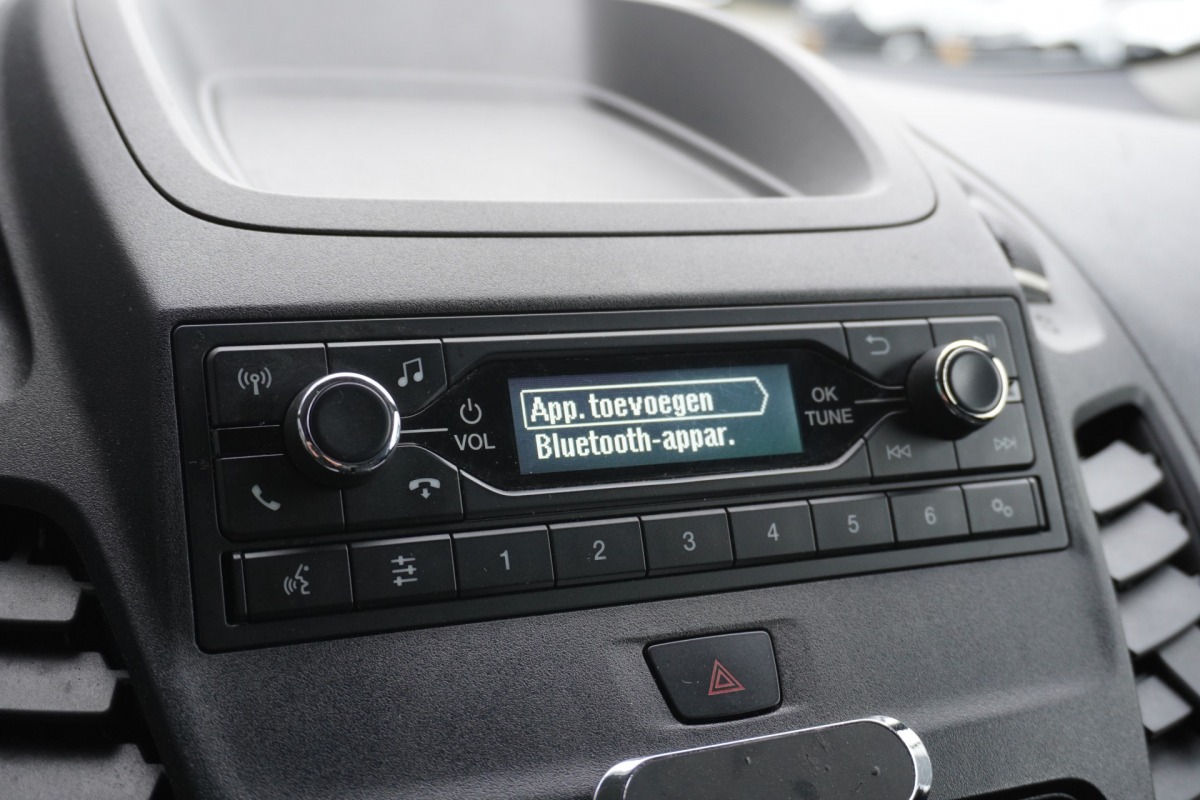 App. toevoegen
Bluetooth-appar.
VOL
OK
TUNE
1
2
3
4
5
6